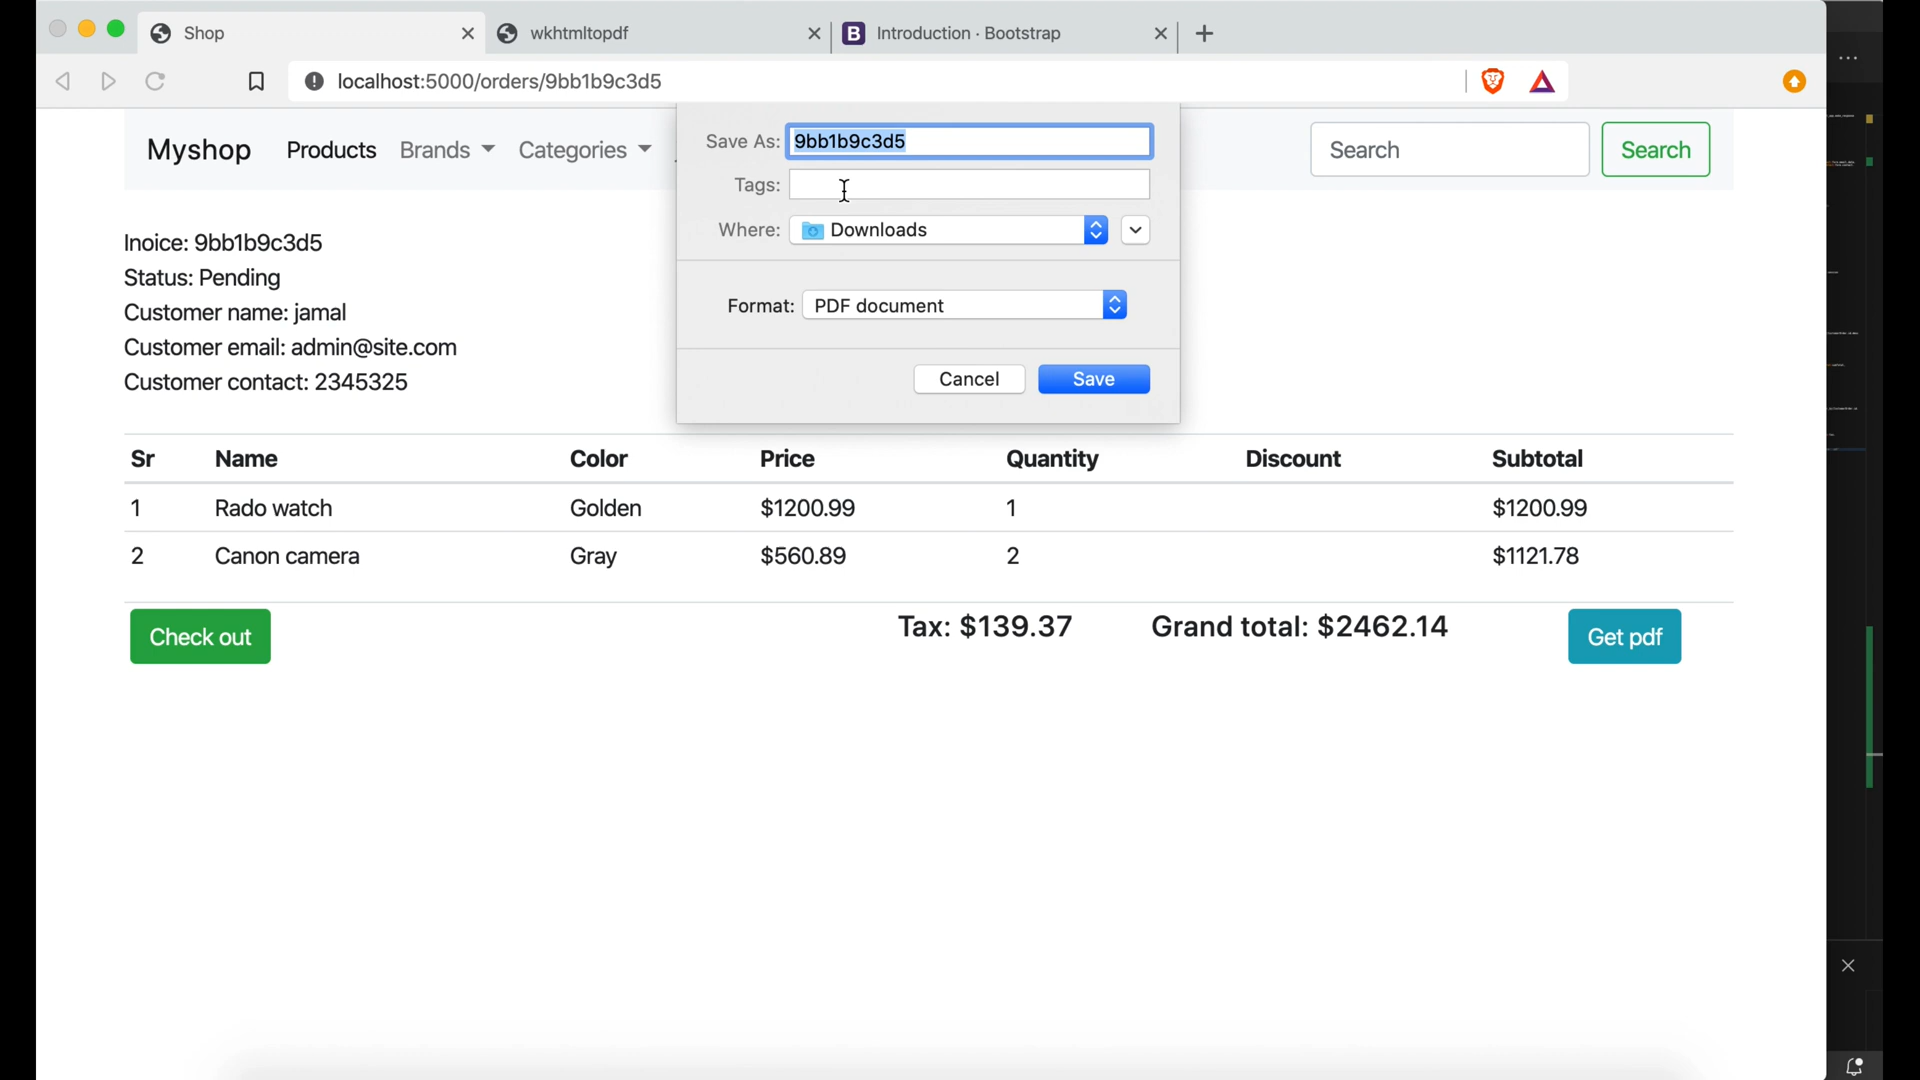 Shop
wkhtmltopdf
B Introduction · Bootstrap
localhost:5000/orders/9bb1b9c3d5
Myshop Products Brands Categories
Search
Search
Save As: 9bb1b9c3d5
Tags:
Where: Downloads
Format: PDF document
Cancel Save
Inoice: 9bb1b9c3d5
Status: Pending
Customer name: jamal
Customer email: admin@site.com
Customer contact: 2345325
Sr Name Color Price Quantity Discount Subtotal
1 Rado watch Golden $1200.99 1 $1200.99
2 Canon camera Gray $560.89 2 $1121.78
Check out Tax: $139.37 Grand total: $2462.14 Get pdf